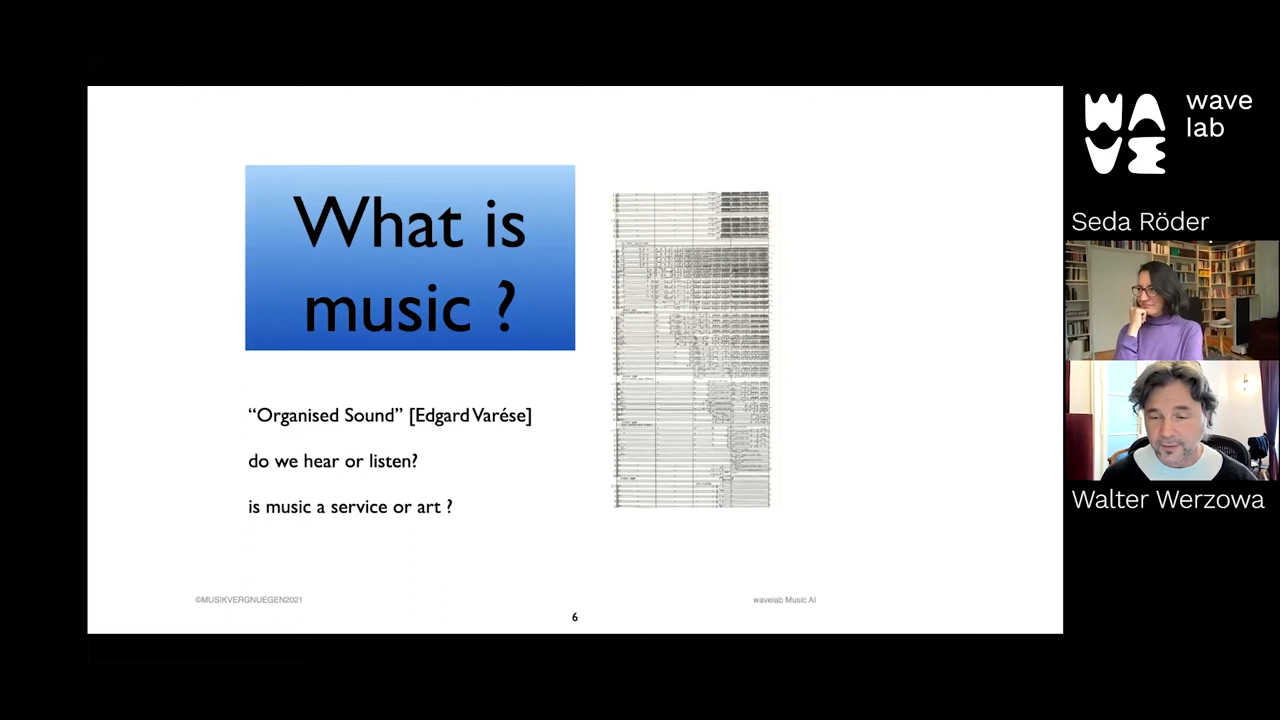 What is
music ?
“Organised Sound” [Edgard Varése]
do we hear or listen?
is music a service or art ?
©MUSIKVERGNUEGEN2021
wavelab Music AI
6
WAVE
wave
lab
Seda Röder
Walter Werzowa